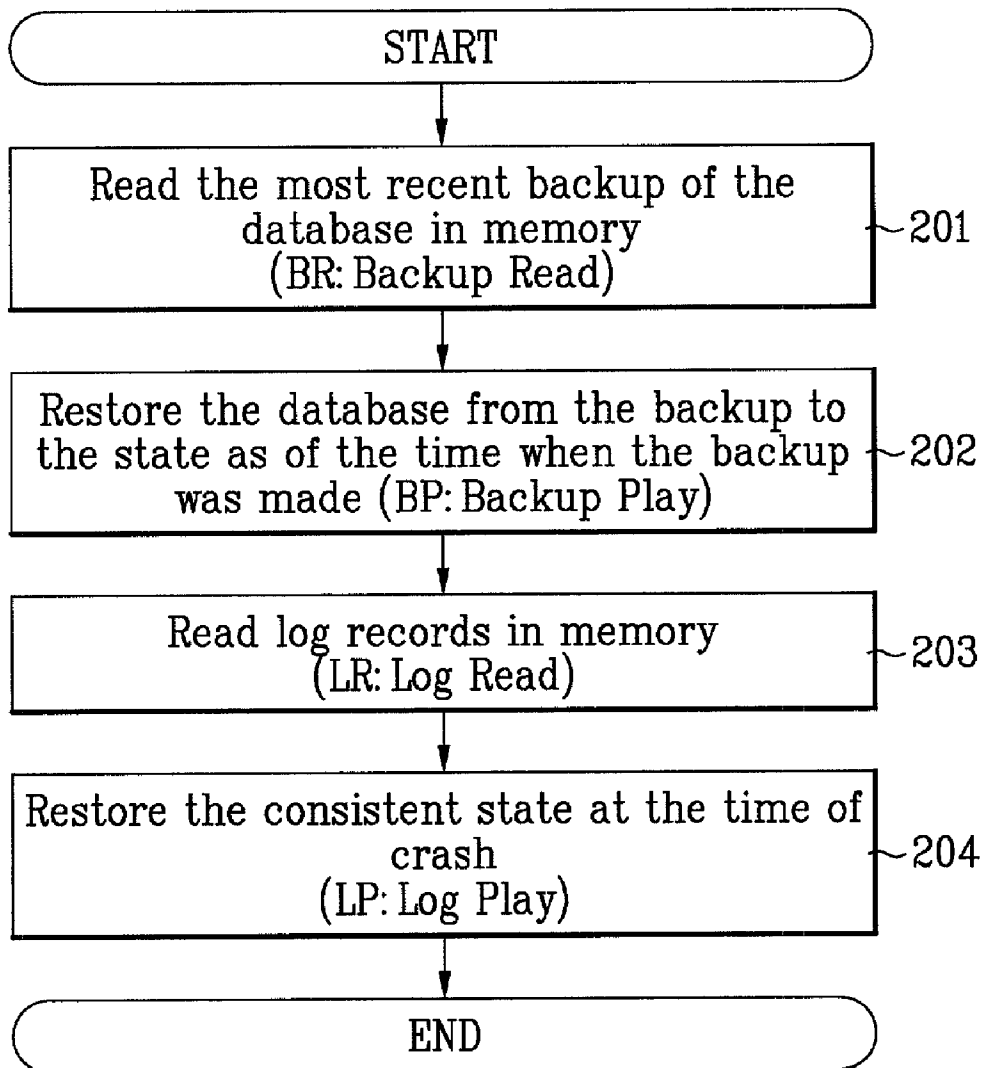 START
Read the most recent backup of the
database in memory
(BR: Backup Read)
201
Restore the database from the backup to
the state as of the time when the backup
was made (BP: Backup Play)
202
Read log records in memory
(LR: Log Read)
203
Restore the consistent state at the time of
crash
(LP: Log Play)
204
END